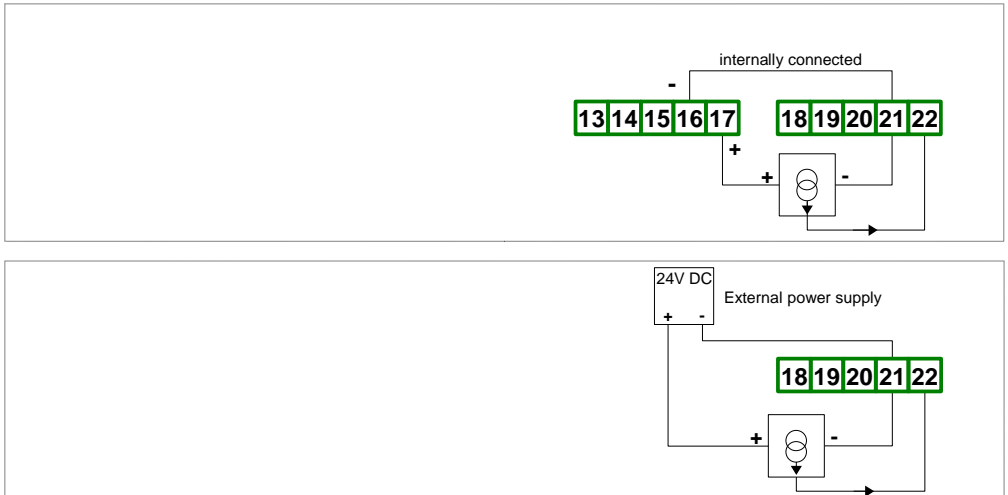 internally connected
-
13 14 15 16 17 18 19 20 21 22
+
+ -
24V DC
External power supply
+ -
18 19 20 21 22
+ -